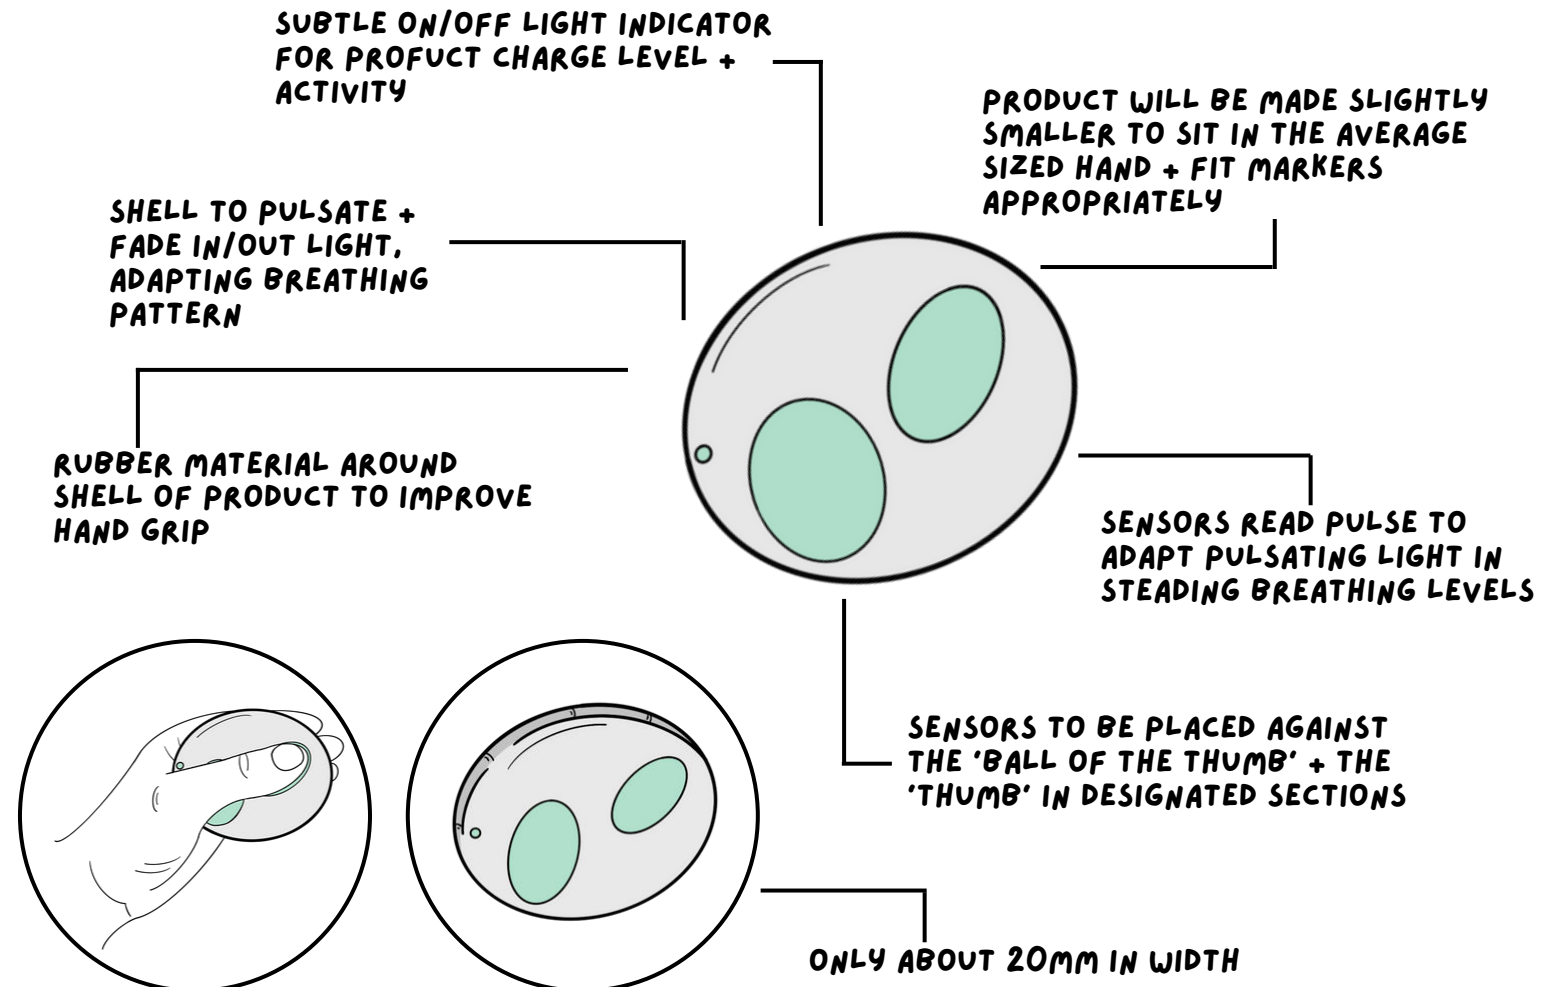 SUBTLE ON/OFF LIGHT INDICATOR
FOR PROFUCT CHARGE LEVEL +
ACTIVITY
PRODUCT WILL BE MADE SLIGHTLY
SMALLER TO SIT IN THE AVERAGE
SIZED HAND + FIT MARKERS
APPROPRIATELY
SHELL TO PULSATE +
FADE IN/OUT LIGHT,
ADAPTING BREATHING
PATTERN
RUBBER MATERIAL AROUND
SHELL OF PRODUCT TO IMPROVE
HAND GRIP
SENSORS READ PULSE TO
ADAPT PULSATING LIGHT IN
STEADING BREATHING LEVELS
SENSORS TO BE PLACED AGAINST
THE 'BALL OF THE THUMB' + THE
'THUMB' IN DESIGNATED SECTIONS
ONLY ABOUT 20MM IN WIDTH